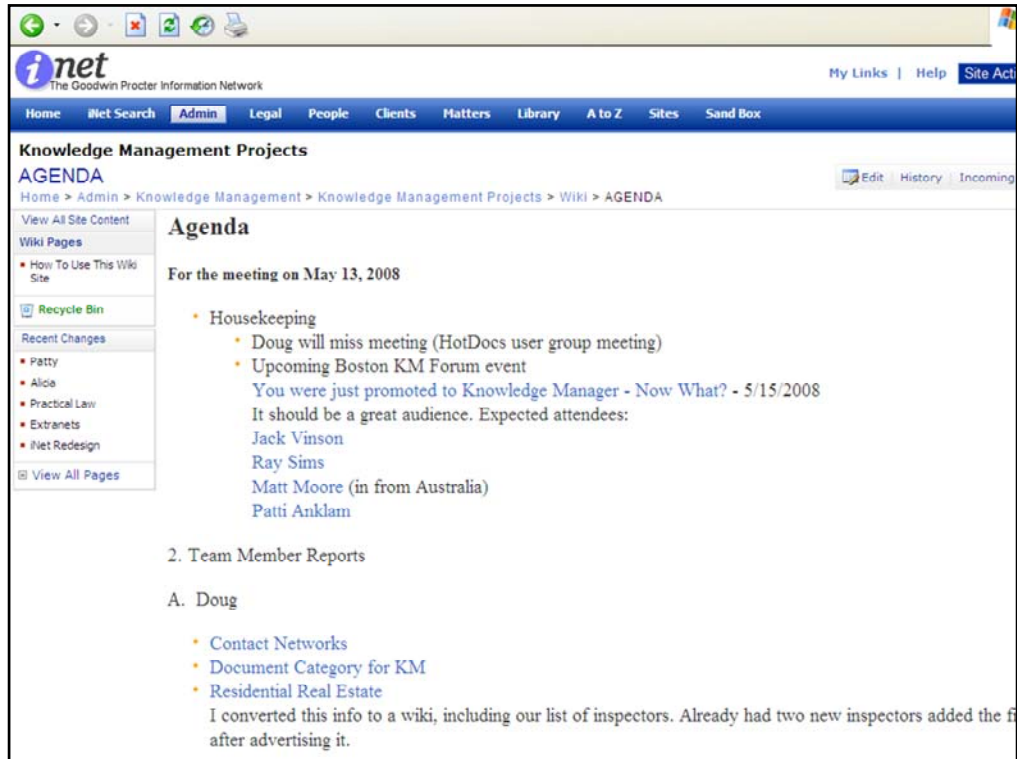 inet
The Goodwin Procter Information Network
My Links | Help Site Acti
Home iNet Search Admin Legal People Clients Matters Library A to Z Sites Sand Box
Knowledge Management Projects
AGENDA
Edit History Incoming
Home > Admin > Knowledge Management > Knowledge Management Projects > Wiki > AGENDA
View All Site Content
Wiki Pages
How To Use This Wiki
Site
Recycle Bin
Recent Changes
Patty
Alicia
Practical Law
Extranets
iNet Redesign
View All Pages
Agenda
For the meeting on May 13, 2008
Housekeeping
Doug will miss meeting (HotDocs user group meeting)
Upcoming Boston KM Forum event
You were just promoted to Knowledge Manager - Now What? - 5/15/2008
It should be a great audience. Expected attendees:
Jack Vinson
Ray Sims
Matt Moore (in from Australia)
Patti Anklam
2. Team Member Reports
A. Doug
Contact Networks
Document Category for KM
Residential Real Estate
I converted this info to a wiki, including our list of inspectors. Already had two new inspectors added the fi
after advertising it.